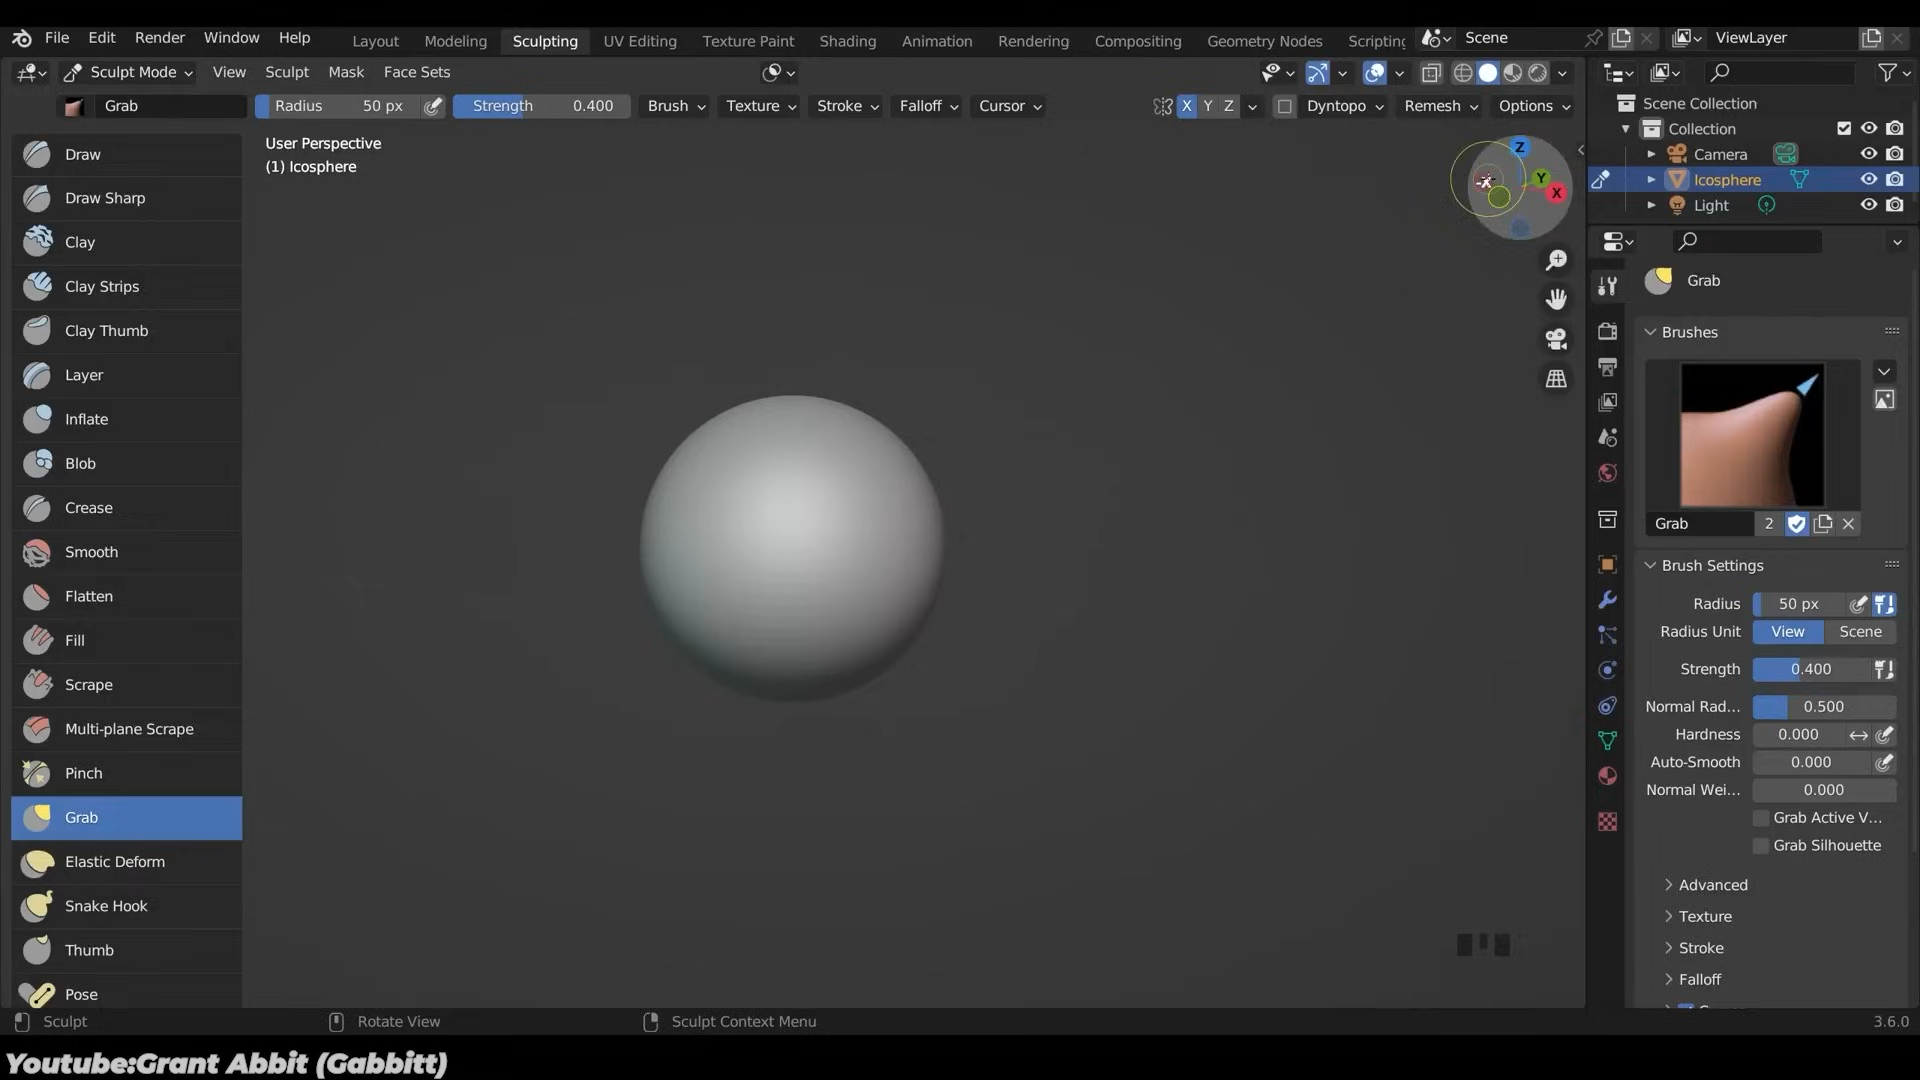 File Edit Render Window Help
Layout Modeling Sculpting UV Editing Texture Paint Shading Animation Rendering Compositing Geometry Nodes Scripting
Scene ViewLayer
Sculpt Mode View Sculpt Mask Face Sets
Grab Radius 50 px Strength 0.400 Brush Texture Stroke Falloff Cursor X Y Z Dyntopo Remesh Options
User Perspective
(1) Icosphere
Z
Y
X
-X
Draw
Draw Sharp
Clay
Clay Strips
Clay Thumb
Layer
Inflate
Blob
Crease
Smooth
Flatten
Fill
Scrape
Multi-plane Scrape
Pinch
Grab
Elastic Deform
Snake Hook
Thumb
Pose
Scene Collection
Collection
Camera
Icosphere
Light
Grab
Brushes
Grab 2
Brush Settings
Radius 50 px
Radius Unit View Scene
Strength 0.400
Normal Rad... 0.500
Hardness 0.000
Auto-Smooth 0.000
Normal Wei... 0.000
Grab Active V...
Grab Silhouette
Advanced
Texture
Stroke
Falloff
Sculpt Rotate View Sculpt Context Menu 3.6.0
Youtube:Grant Abbit (Gabbitt)